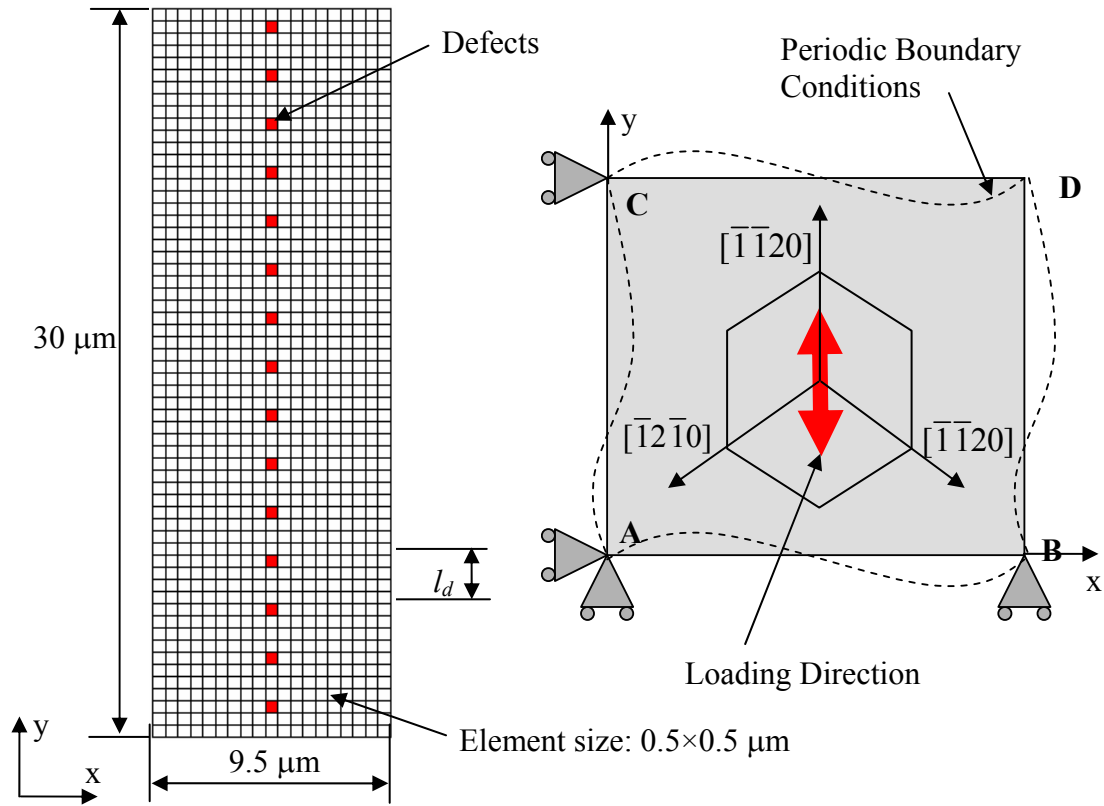 Defects
30 μm
l_d
Element size: 0.5×0.5 μm
9.5 μm
y
x
Periodic Boundary
Conditions
y
C
D
[1̅1̅20]
[1̅21̅0]
[1̅1̅20]
A
B
x
Loading Direction